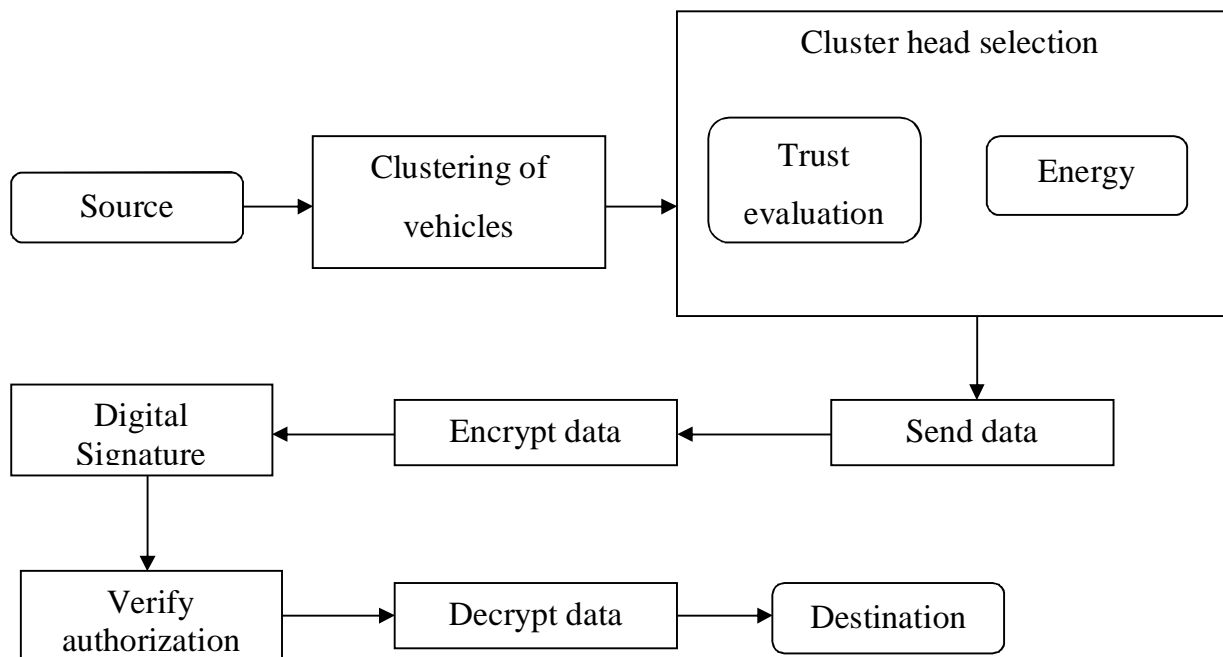 Cluster head selection
Source
Clustering of
vehicles
Trust
evaluation
Energy
Digital
Signature
Encrypt data
Send data
Verify
authorization
Decrypt data
Destination